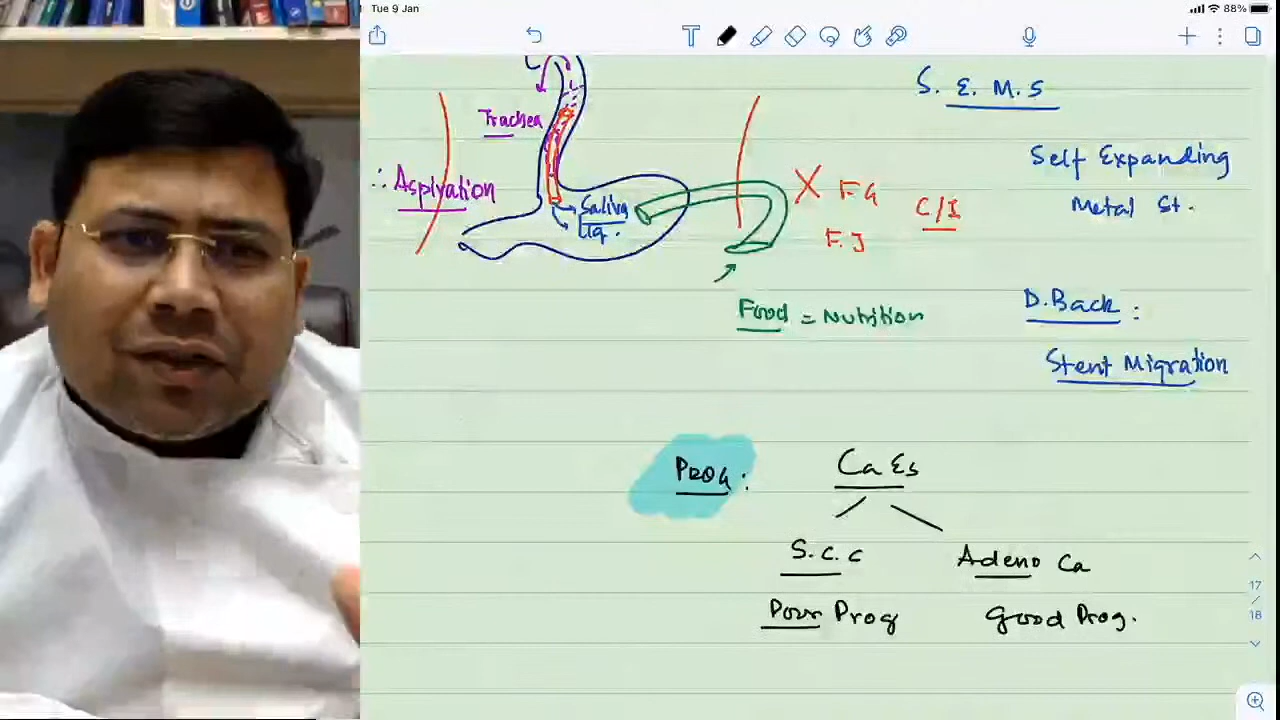 Tue 9 Jan
88%
T
S. E. M. S
Trachea
Self Expanding
Metal St.
∴ Aspiration
Saliva
Liq.
X F.G
F.J
C/I
Food = Nutrition
D.Back :
Stent Migration
Prog :
Ca Es
S.C.C
Adeno Ca
Poor Prog
Good Prog.
17
18